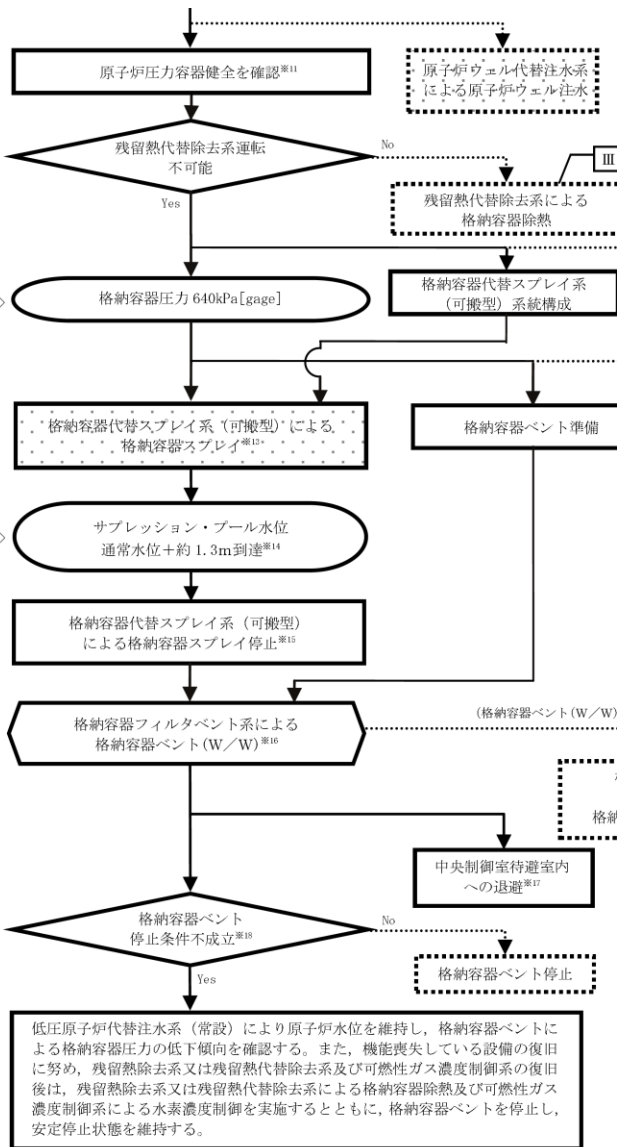 原子炉圧力容器健全を確認※11
原子炉ウェル代替注水系
による原子炉ウェル注水
残留熱代替除去系運転
不可能
No
Ⅲ
Yes
残留熱代替除去系による
格納容器除熱
格納容器圧力 640kPa[gage]
格納容器代替スプレイ系
(可搬型)系統構成
格納容器代替スプレイ系(可搬型)による
格納容器スプレイ※13
格納容器ベント準備
サプレッション・プール水位
通常水位+約1.3m到達※14
格納容器代替スプレイ系(可搬型)
による格納容器スプレイ停止※15
格納容器フィルタベント系による
格納容器ベント(W/W)※16
(格納容器ベント(W/W)
格納
中央制御室待避室内
への退避※17
格納容器ベント
停止条件不成立※18
No
Yes
格納容器ベント停止
低圧原子炉代替注水系(常設)により原子炉水位を維持し,格納容器ベントに
よる格納容器圧力の低下傾向を確認する。また,機能喪失している設備の復旧
に努め,残留熱除去系又は残留熱代替除去系及び可燃性ガス濃度制御系の復旧
後は,残留熱除去系又は残留熱代替除去系による格納容器除熱及び可燃性ガス
濃度制御系による水素濃度制御を実施するとともに,格納容器ベントを停止し,
安定停止状態を維持する。